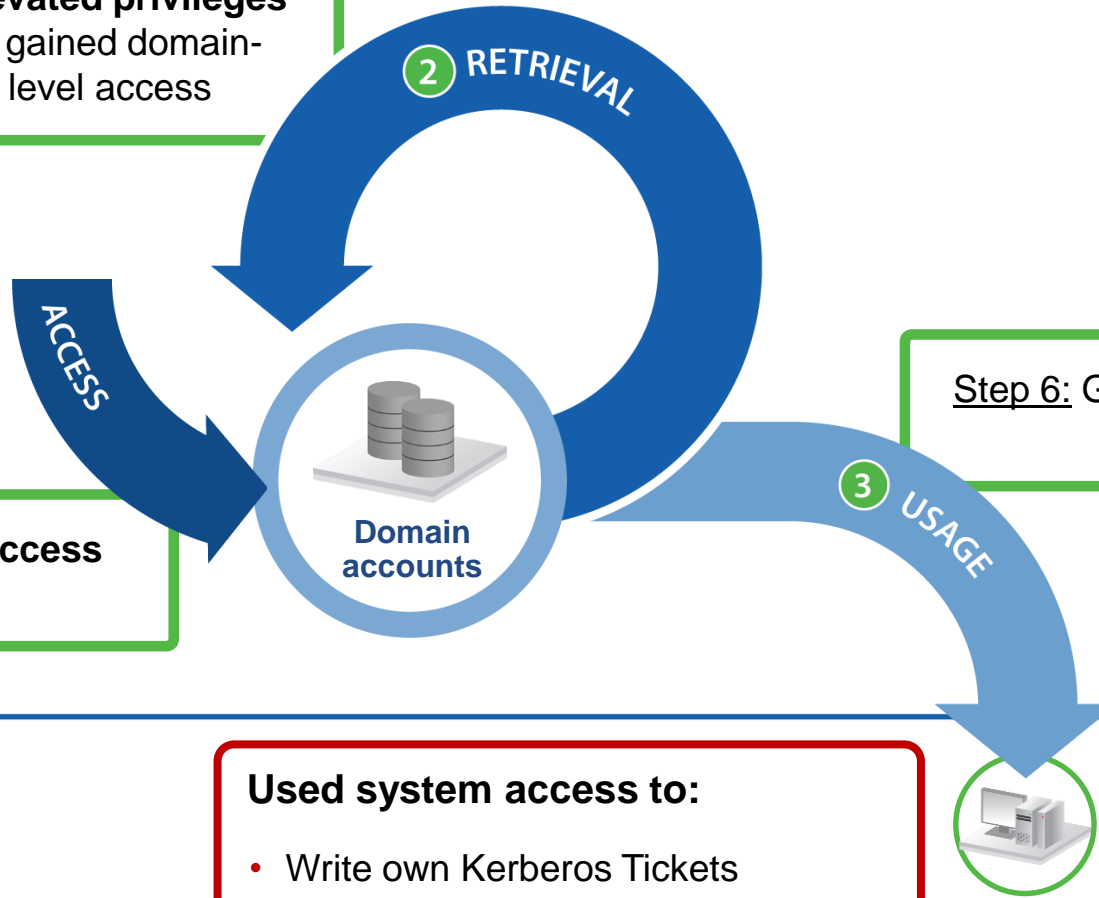 gained domain-
level access
2 RETRIEVAL
ACCESS
Step 6:
3 USAGE
Domain
accounts
Used system access to:
• Write own Kerberos Tickets